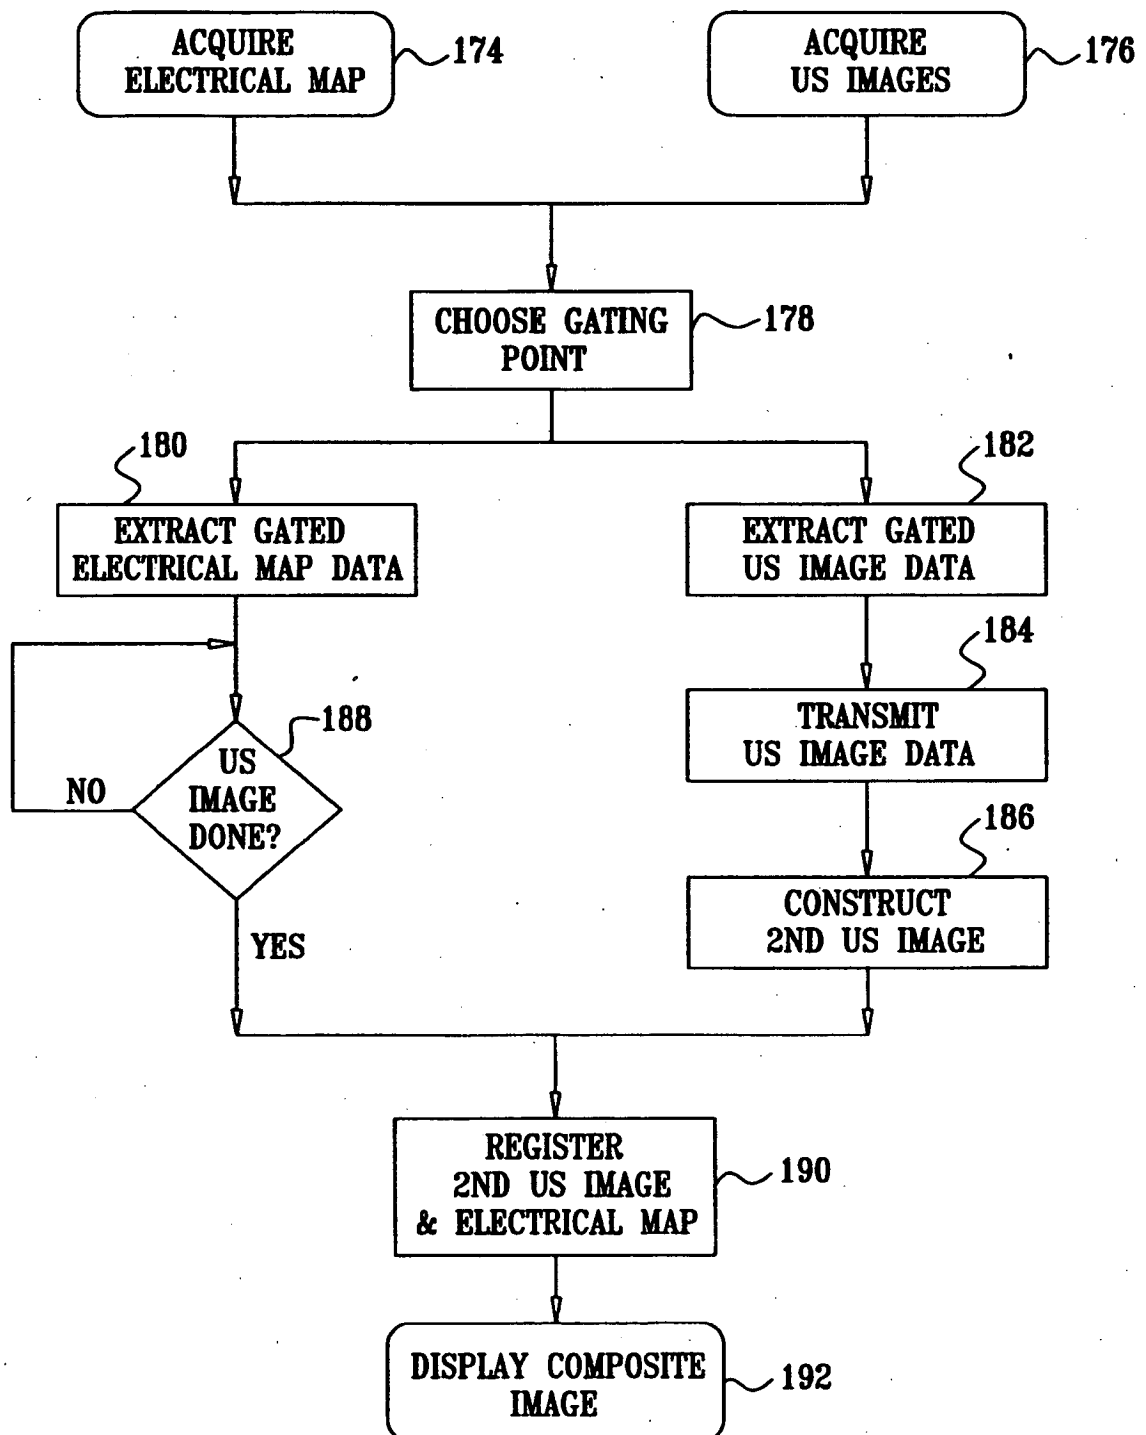 ACQUIRE
ELECTRICAL MAP
174
ACQUIRE
US IMAGES
176
CHOOSE GATING
POINT
178
180
EXTRACT GATED
ELECTRICAL MAP DATA
182
EXTRACT GATED
US IMAGE DATA
184
TRANSMIT
US IMAGE DATA
188
US
IMAGE
DONE?
NO
YES
186
CONSTRUCT
2ND US IMAGE
REGISTER
2ND US IMAGE
& ELECTRICAL MAP
190
DISPLAY COMPOSITE
IMAGE
192